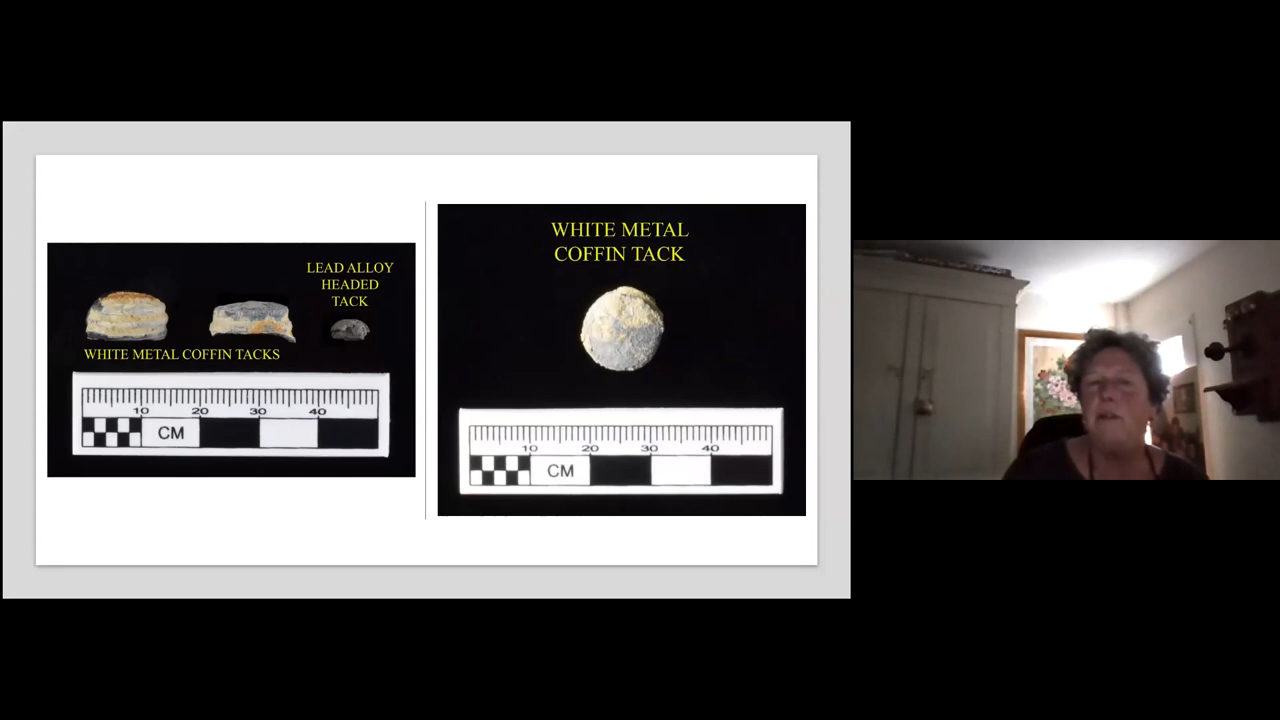 LEAD ALLOY
HEADED
TACK
WHITE METAL COFFIN TACKS
10 20 30 40
CM
WHITE METAL
COFFIN TACK
10 20 30 40
CM